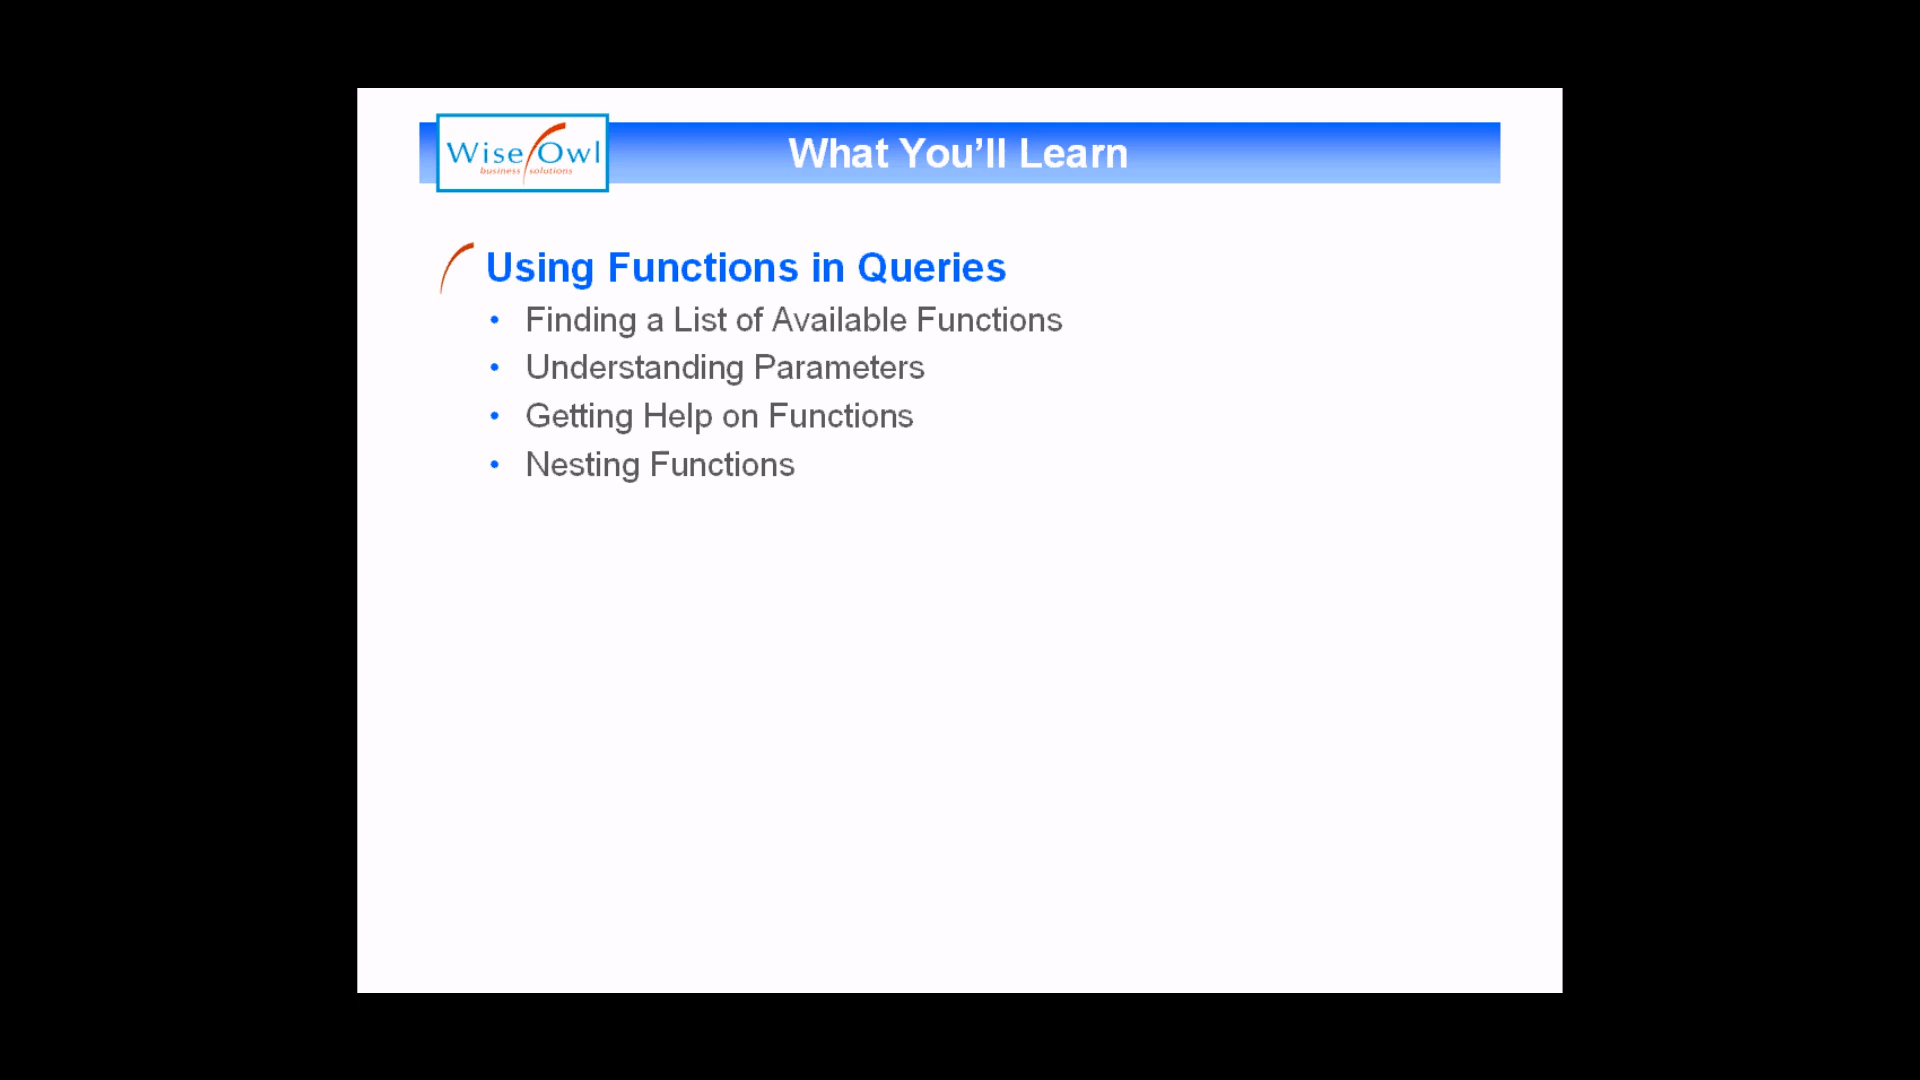 Wise Owl
business solutions
What You'll Learn
Using Functions in Queries
• Finding a List of Available Functions
• Understanding Parameters
• Getting Help on Functions
• Nesting Functions